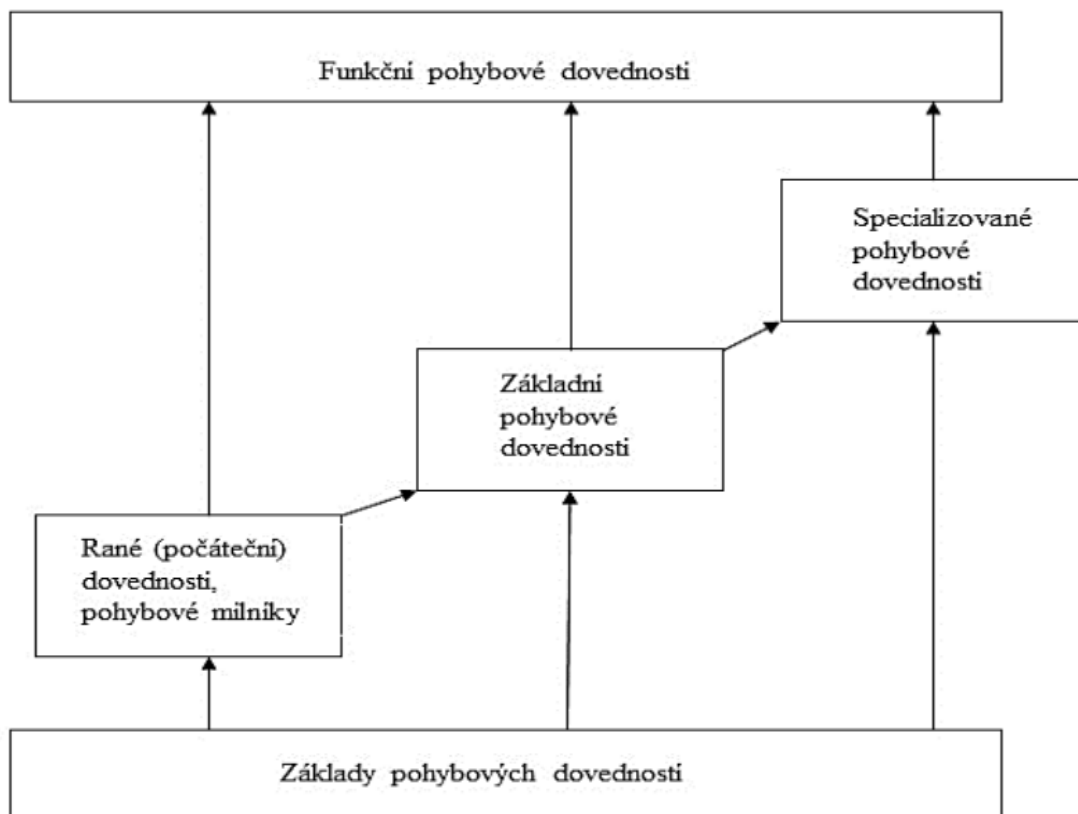 Funkční pohybové dovednosti
Specializované
pohybové
dovednosti
Základní
pohybové
dovednosti
Rané (počáteční)
dovednosti,
pohybové milníky
Základy pohybových dovedností